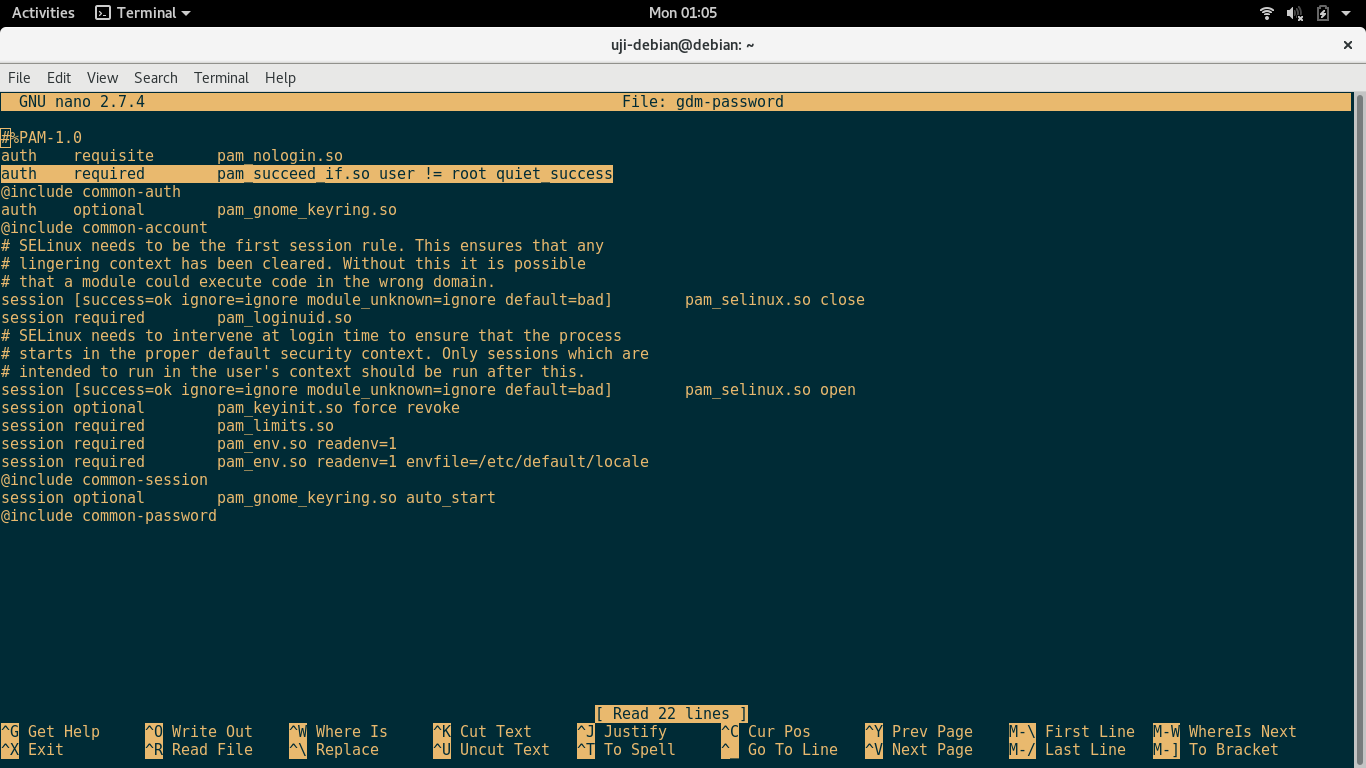 Activities Terminal Mon 01:05
uji-debian@debian: ~ ×
File Edit View Search Terminal Help
GNU nano 2.7.4 File: gdm-password
#%PAM-1.0
auth    requisite       pam_nologin.so
auth    required        pam_succeed_if.so user != root quiet_success
@include common-auth
auth    optional        pam_gnome_keyring.so
@include common-account
# SELinux needs to be the first session rule. This ensures that any
# lingering context has been cleared. Without this it is possible
# that a module could execute code in the wrong domain.
session [success=ok ignore=ignore module_unknown=ignore default=bad]        pam_selinux.so close
session required        pam_loginuid.so
# SELinux needs to intervene at login time to ensure that the process
# starts in the proper default security context. Only sessions which are
# intended to run in the user's context should be run after this.
session [success=ok ignore=ignore module_unknown=ignore default=bad]        pam_selinux.so open
session optional        pam_keyinit.so force revoke
session required        pam_limits.so
session required        pam_env.so readenv=1
session required        pam_env.so readenv=1 envfile=/etc/default/locale
@include common-session
session optional        pam_gnome_keyring.so auto_start
@include common-password
[ Read 22 lines ]
^G Get Help ^O Write Out ^W Where Is ^K Cut Text ^J Justify ^C Cur Pos ^Y Prev Page M-\ First Line M-W WhereIs Next
^X Exit ^R Read File ^\ Replace ^U Uncut Text ^T To Spell ^_ Go To Line ^V Next Page M-/ Last Line M-] To Bracket